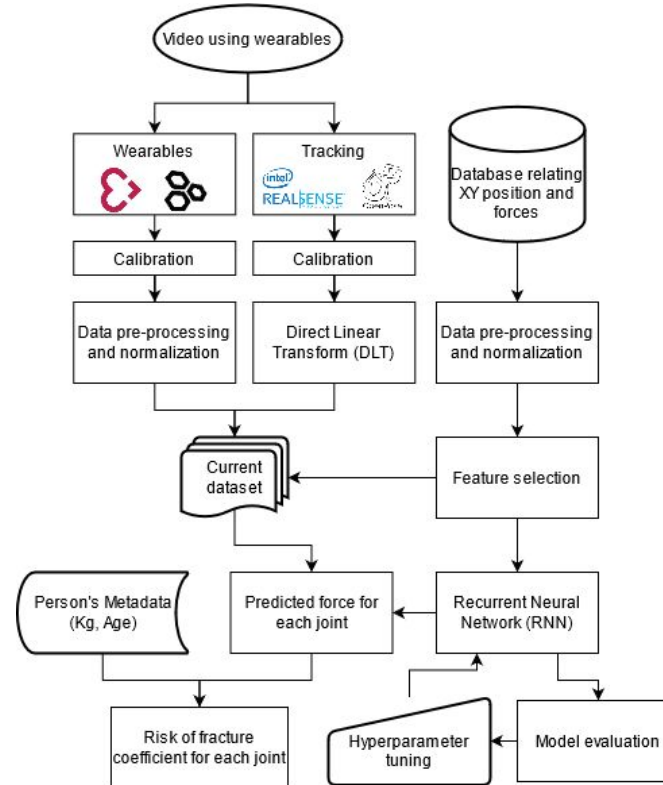 Video using wearables
Wearables
Tracking
intel
REALSENSE
OpenPose
Database relating
XY position and
forces
Calibration
Calibration
Data pre-processing
and normalization
Direct Linear
Transform (DLT)
Data pre-processing
and normalization
Current
dataset
Feature selection
Person's Metadata
(Kg, Age)
Predicted force for
each joint
Recurrent Neural
Network (RNN)
Risk of fracture
coefficient for each joint
Hyperparameter
tuning
Model evaluation